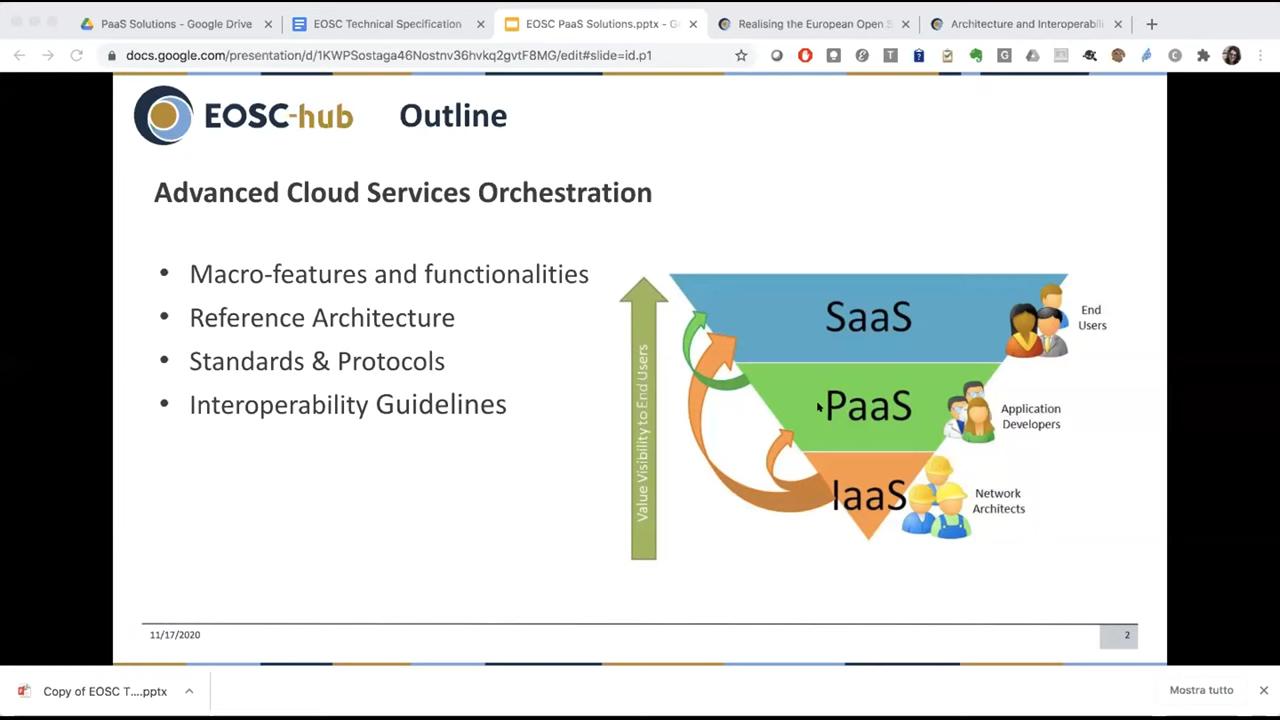 PaaS Solutions - Google Drive
EOSC Technical Specification
EOSC PaaS Solutions.pptx - G
Realising the European Open S
Architecture and Interoperabili
docs.google.com/presentation/d/1KWPSostaga46Nostnv36hvkq2gvtF8MG/edit#slide=id.p1
EOSC-hub
Outline
Advanced Cloud Services Orchestration
• Macro-features and functionalities
• Reference Architecture
• Standards & Protocols
• Interoperability Guidelines
Value Visibility to End Users
SaaS
End
Users
PaaS
Application
Developers
IaaS
Network
Architects
11/17/2020
2
Copy of EOSC T....pptx
Mostra tutto